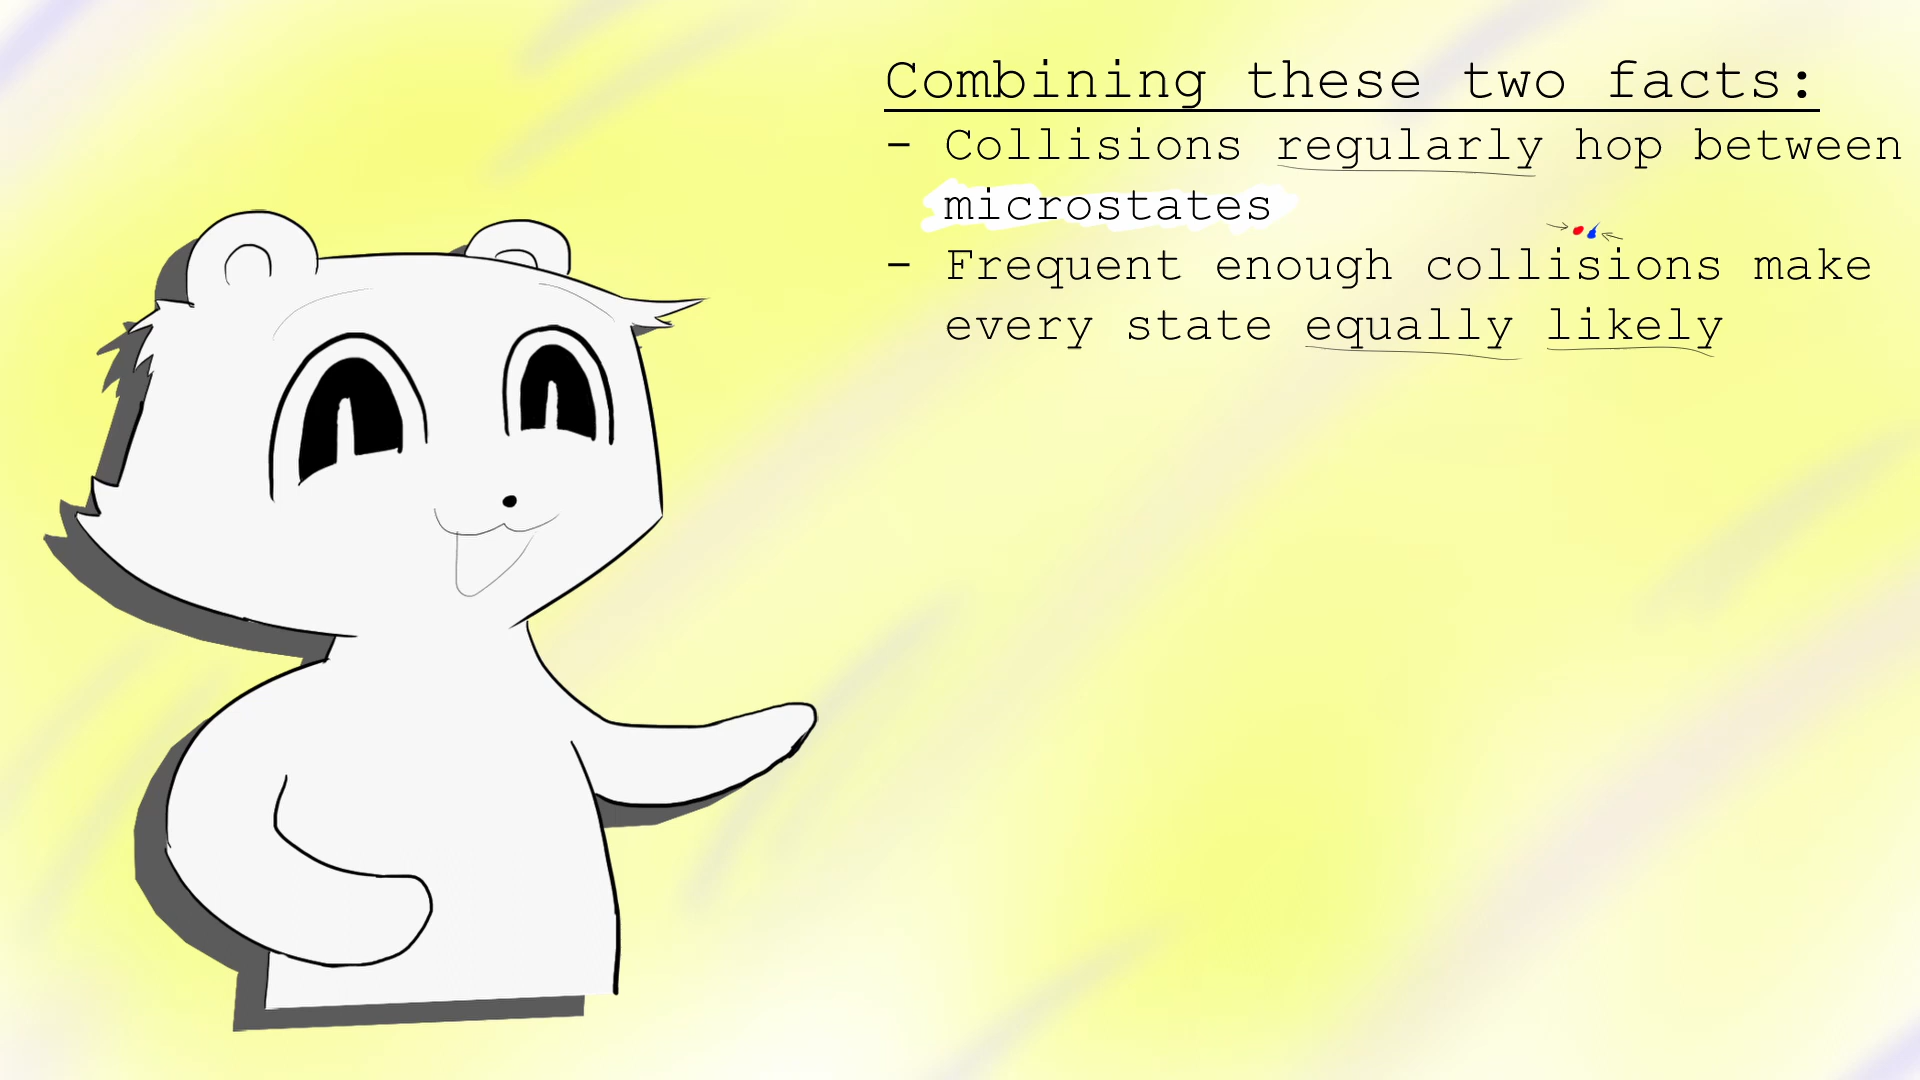 Combining these two facts:
- Collisions regularly hop between
microstates
- Frequent enough collisions make
every state equally likely